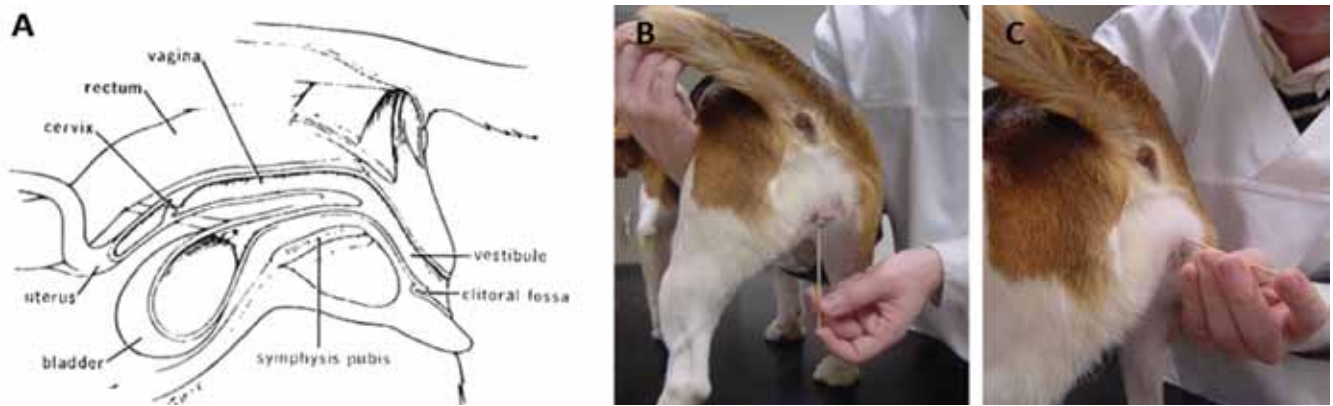 A
vagina
rectum
cervix
uterus
bladder
symphysis pubis
vestibule
clitoral fossa
B
C